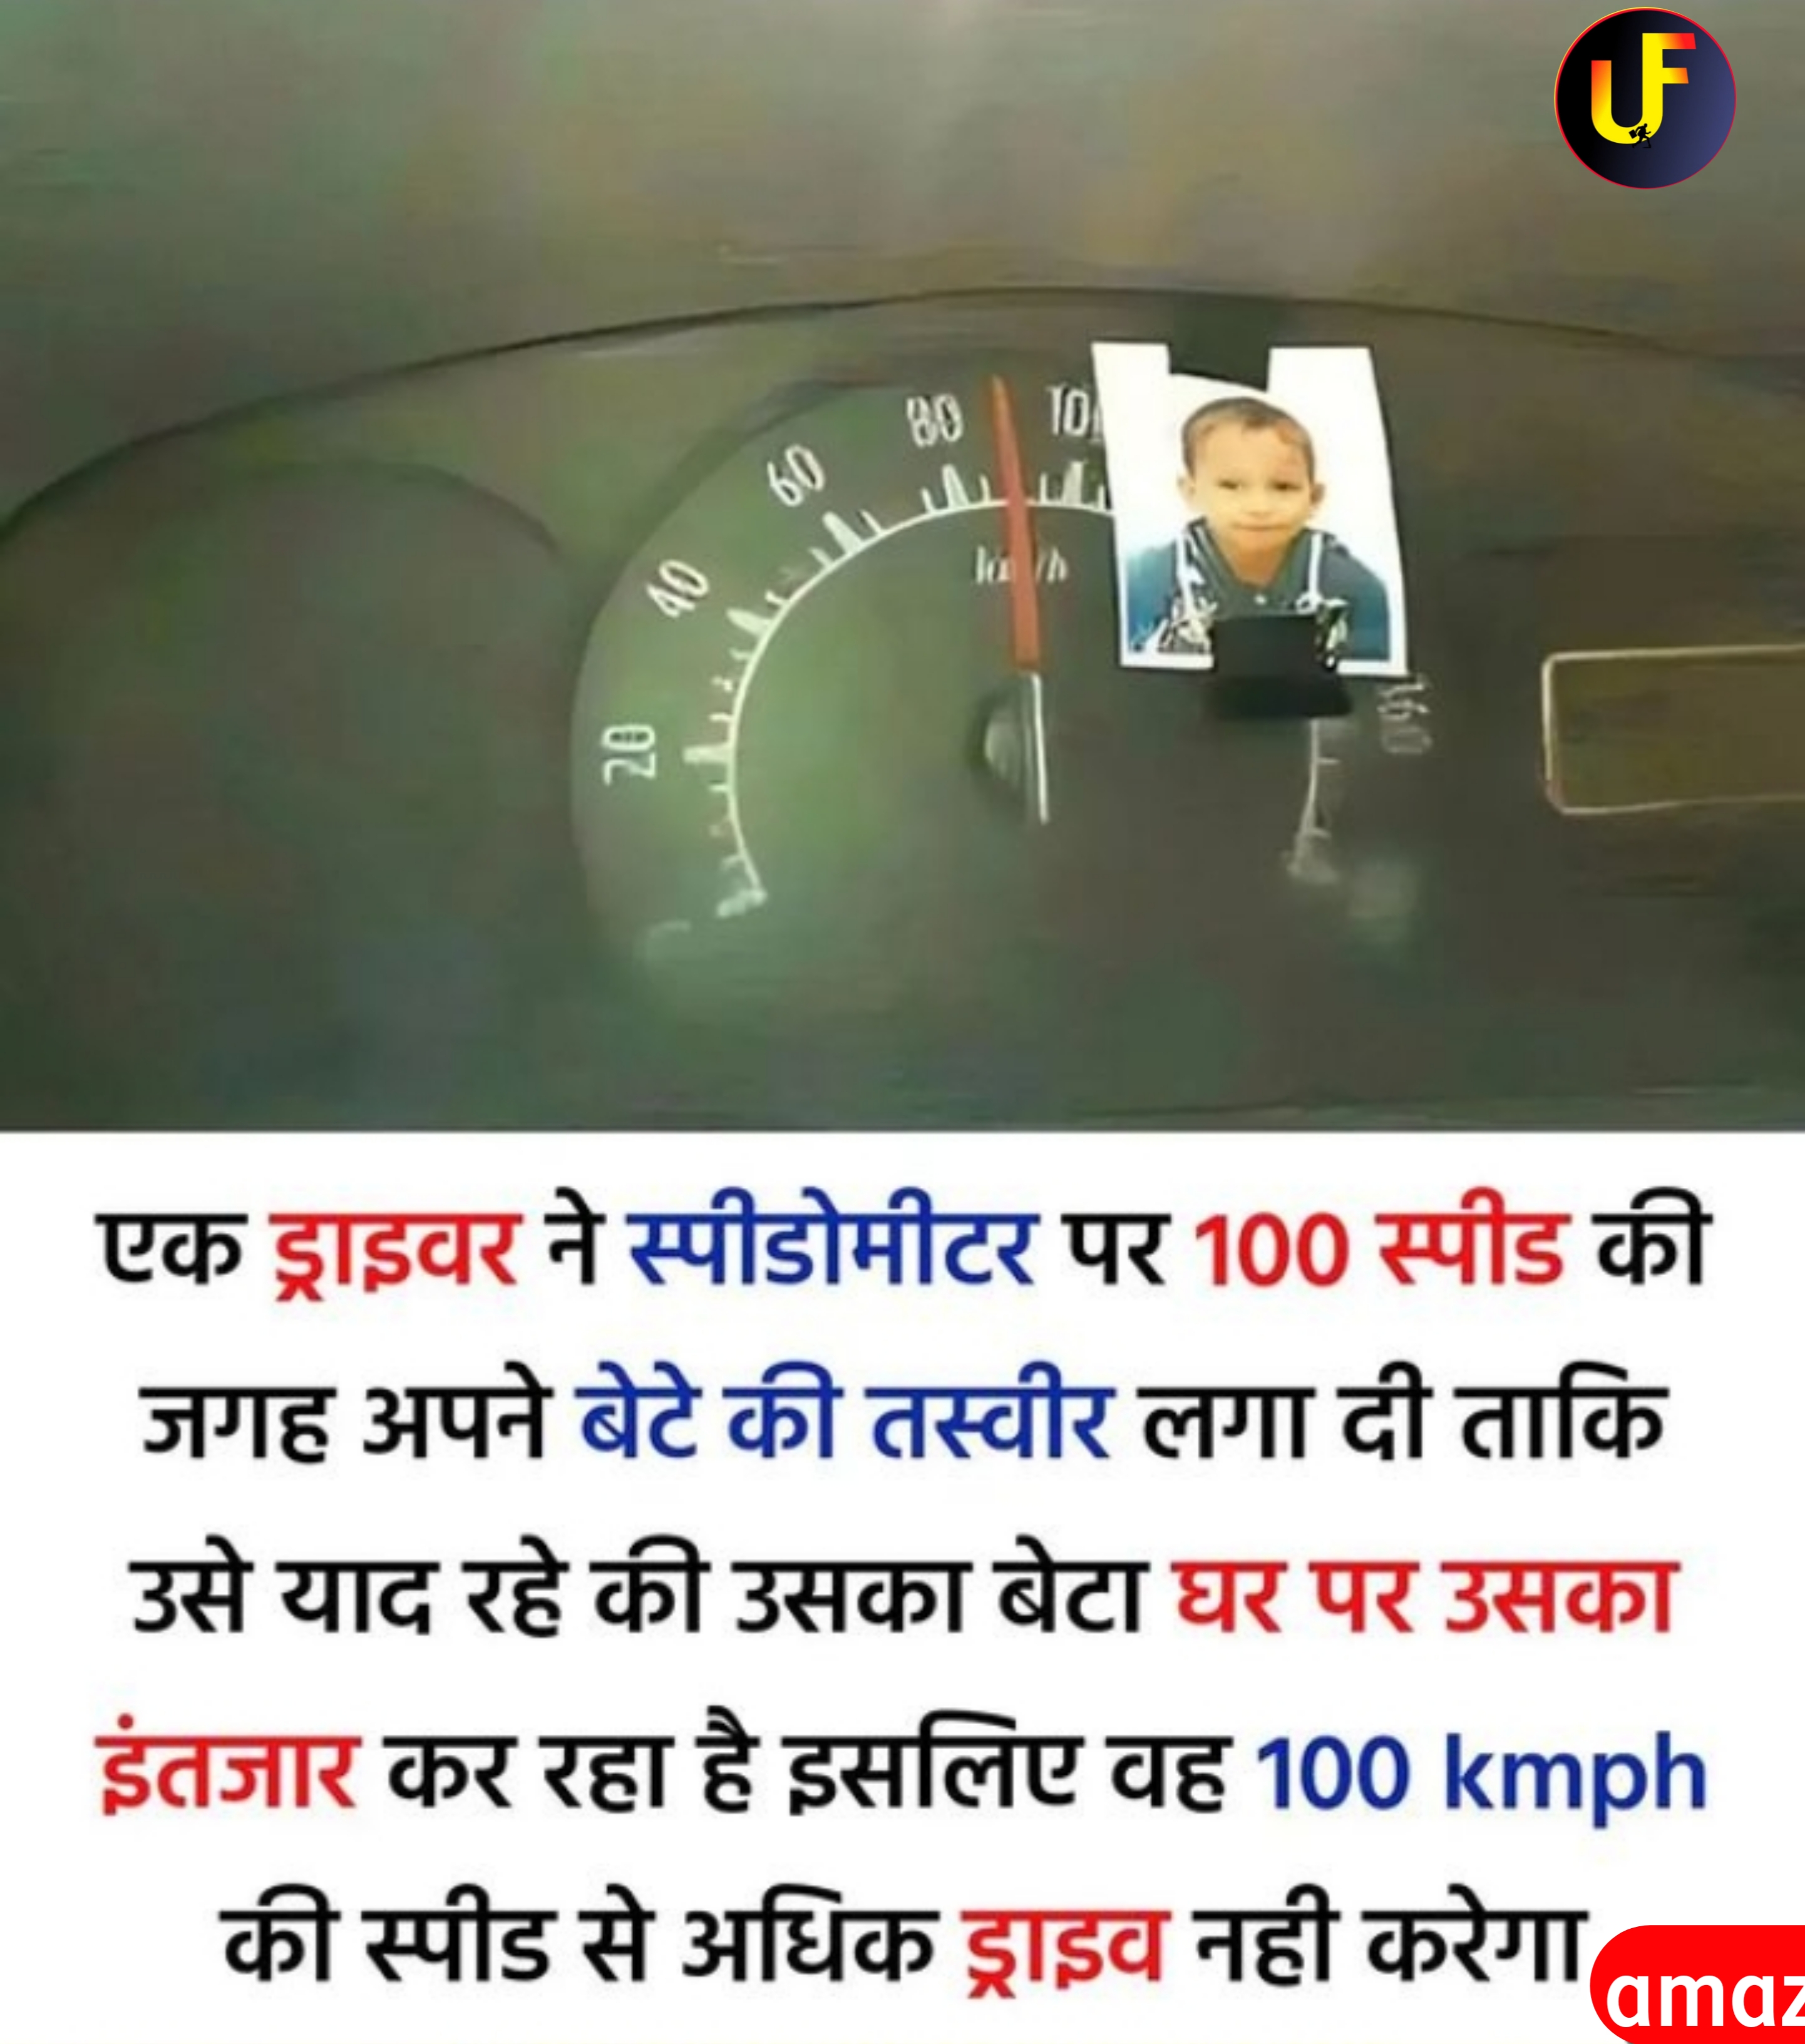 UF
20
40
60
80
100
km/h
एक ड्राइवर ने स्पीडोमीटर पर 100 स्पीड की
जगह अपने बेटे की तस्वीर लगा दी ताकि
उसे याद रहे की उसका बेटा घर पर उसका
इंतजार कर रहा है इसलिए वह 100 kmph
की स्पीड से अधिक ड्राइव नही करेगा
amaz